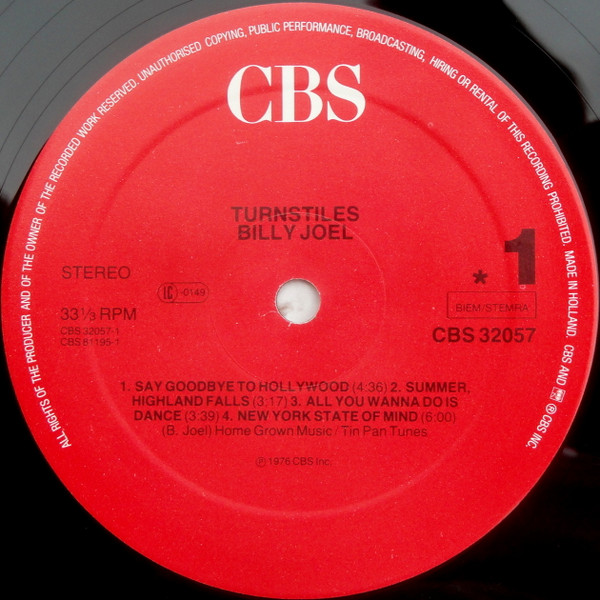 ALL RIGHTS OF THE PRODUCER AND OF THE OWNER OF THE RECORDED WORK RESERVED. UNAUTHORISED COPYING, PUBLIC PERFORMANCE, BROADCASTING, HIRING OR RENTAL OF THIS RECORDING PROHIBITED. MADE IN HOLLAND. CBS AND ® CBS INC.
CBS
TURNSTILES
BILLY JOEL
STEREO
LC-0149
* 1
BIEM/STEMRA
33⅓ RPM
CBS 32057
CBS 32057-1
CBS 81195-1
1. SAY GOODBYE TO HOLLYWOOD (4:36) 2. SUMMER,
HIGHLAND FALLS (3:17) 3. ALL YOU WANNA DO IS
DANCE (3:39) 4. NEW YORK STATE OF MIND (6:00)
(B. Joel) Home Grown Music/Tin Pan Tunes
℗ 1976 CBS Inc.